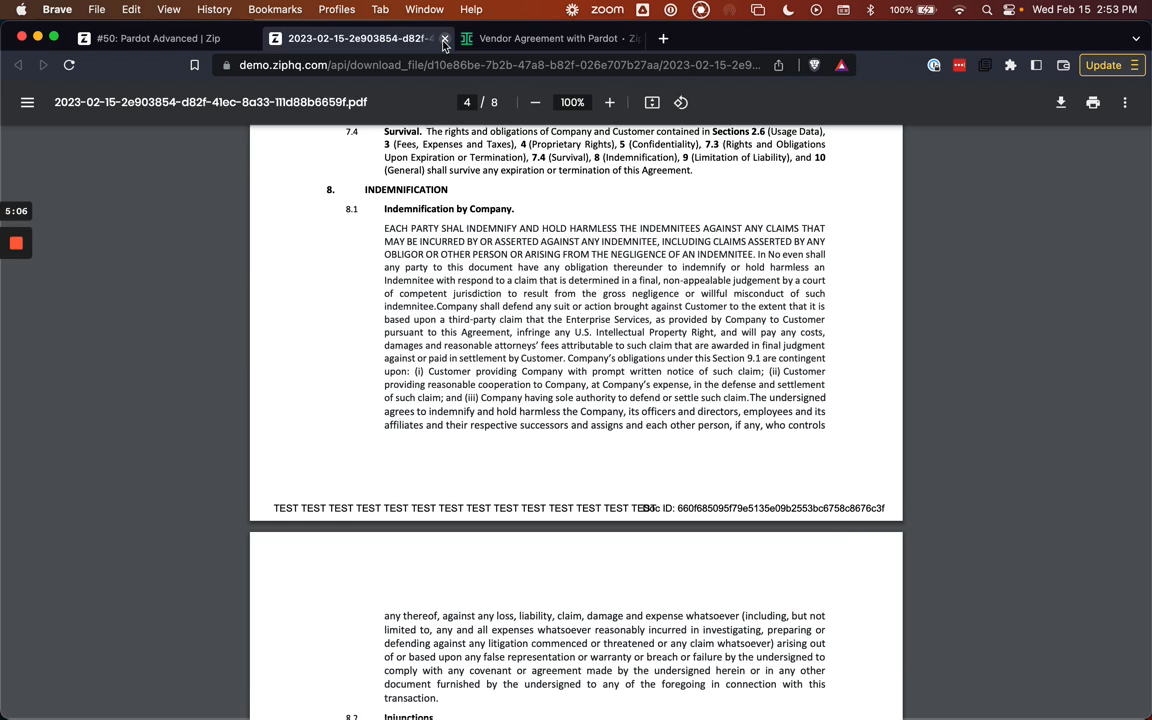 Brave File Edit View History Bookmarks Profiles Tab Window Help zoom 100% Wed Feb 15 2:53 PM
#50: Pardot Advanced | Zip 2023-02-15-2e903854-d82f-4 Vendor Agreement with Pardot · Zi
demo.ziphq.com/api/download_file/d10e86be-7b2b-47a8-b82f-026e707b27aa/2023-02-15-2e9... Update
2023-02-15-2e903854-d82f-41ec-8a33-111d88b6659f.pdf 4 / 8 100%
7.4 Survival. The rights and obligations of Company and Customer contained in Sections 2.6 (Usage Data),
3 (Fees, Expenses and Taxes), 4 (Proprietary Rights), 5 (Confidentiality), 7.3 (Rights and Obligations
Upon Expiration or Termination), 7.4 (Survival), 8 (Indemnification), 9 (Limitation of Liability), and 10
(General) shall survive any expiration or termination of this Agreement.
8. INDEMNIFICATION
5:06
8.1 Indemnification by Company.
EACH PARTY SHAL INDEMNIFY AND HOLD HARMLESS THE INDEMNITEES AGAINST ANY CLAIMS THAT
MAY BE INCURRED BY OR ASSERTED AGAINST ANY INDEMNITEE, INCLUDING CLAIMS ASSERTED BY ANY
OBLIGOR OR OTHER PERSON OR ARISING FROM THE NEGLIGENCE OF AN INDEMNITEE. In No even shall
any party to this document have any obligation thereunder to indemnify or hold harmless an
Indemnitee with respond to a claim that is determined in a final, non-appealable judgement by a court
of competent jurisdiction to result from the gross negligence or willful misconduct of such
indemnitee.Company shall defend any suit or action brought against Customer to the extent that it is
based upon a third-party claim that the Enterprise Services, as provided by Company to Customer
pursuant to this Agreement, infringe any U.S. Intellectual Property Right, and will pay any costs,
damages and reasonable attorneys' fees attributable to such claim that are awarded in final judgment
against or paid in settlement by Customer. Company's obligations under this Section 9.1 are contingent
upon: (i) Customer providing Company with prompt written notice of such claim; (ii) Customer
providing reasonable cooperation to Company, at Company's expense, in the defense and settlement
of such claim; and (iii) Company having sole authority to defend or settle such claim.The undersigned
agrees to indemnify and hold harmless the Company, its officers and directors, employees and its
affiliates and their respective successors and assigns and each other person, if any, who controls
TEST TEST TEST TEST TEST TEST TEST TEST TEST TEST TEST TEST TEST TEST Doc ID: 660f685095f79e5135e09b2553bc6758c8676c3f
any thereof, against any loss, liability, claim, damage and expense whatsoever (including, but not
limited to, any and all expenses whatsoever reasonably incurred in investigating, preparing or
defending against any litigation commenced or threatened or any claim whatsoever) arising out
of or based upon any false representation or warranty or breach or failure by the undersigned to
comply with any covenant or agreement made by the undersigned herein or in any other
document furnished by the undersigned to any of the foregoing in connection with this
transaction.
8.2 Injunctions